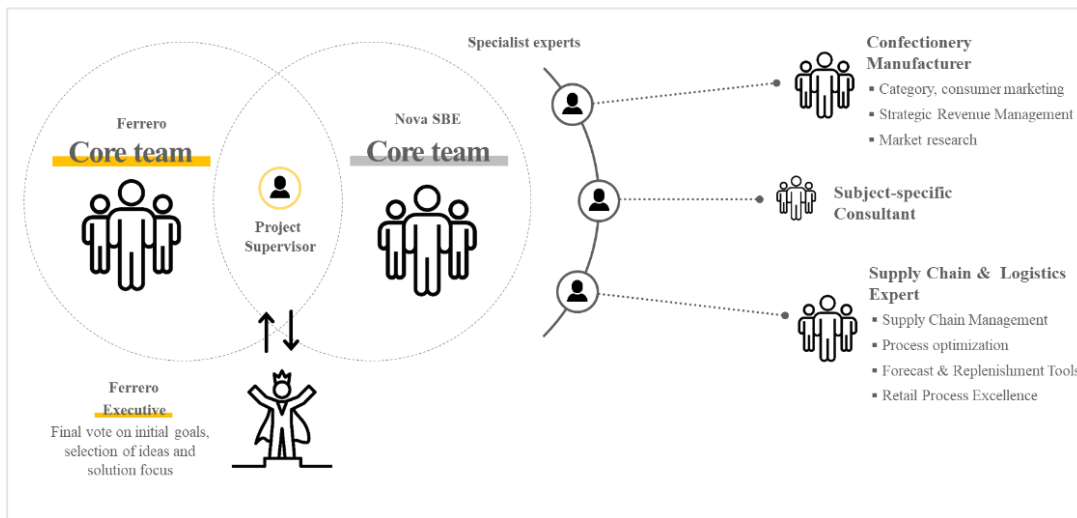 Ferrero
Core team
Project
Supervisor
Nova SBE
Core team
Ferrero
Executive
Final vote on initial goals,
selection of ideas and
solution focus
Specialist experts
Confectionery
Manufacturer
▪ Category, consumer marketing
▪ Strategic Revenue Management
▪ Market research
Subject-specific
Consultant
Supply Chain & Logistics
Expert
▪ Supply Chain Management
▪ Process optimization
▪ Forecast & Replenishment Tools
▪ Retail Process Excellence